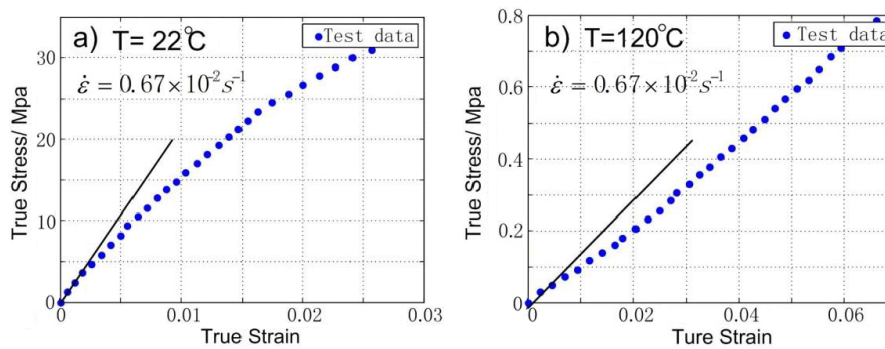 a) T= 22°C
Test data
ε̇ = 0.67×10⁻²s⁻¹
True Stress/ Mpa
30
20
10
0
0
0.01
0.02
0.03
True Strain
b) T=120°C
Test data
ε̇ = 0.67×10⁻²s⁻¹
True Stress/ Mpa
0.8
0.6
0.4
0.2
0
0
0.02
0.04
0.06
Ture Strain